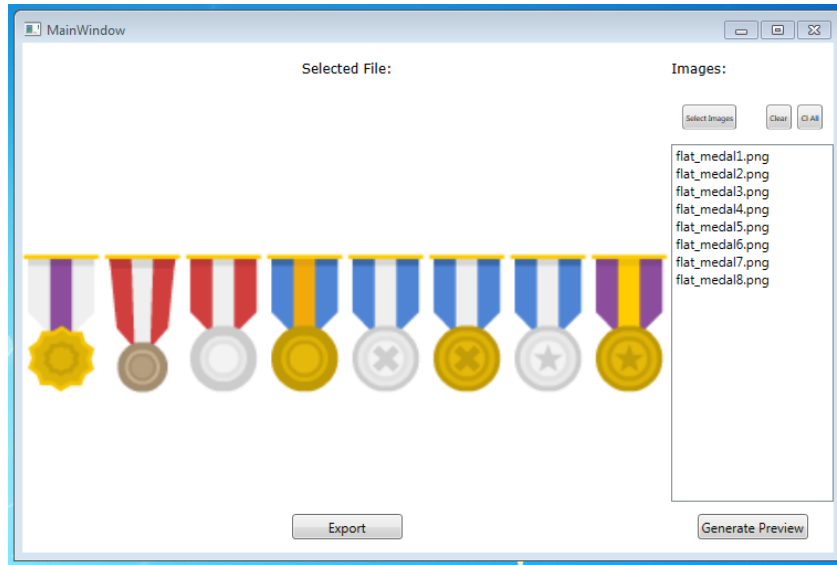 MainWindow
Selected File:
Images:
Select Images
Clear
Cl All
flat_medal1.png
flat_medal2.png
flat_medal3.png
flat_medal4.png
flat_medal5.png
flat_medal6.png
flat_medal7.png
flat_medal8.png
Export
Generate Preview